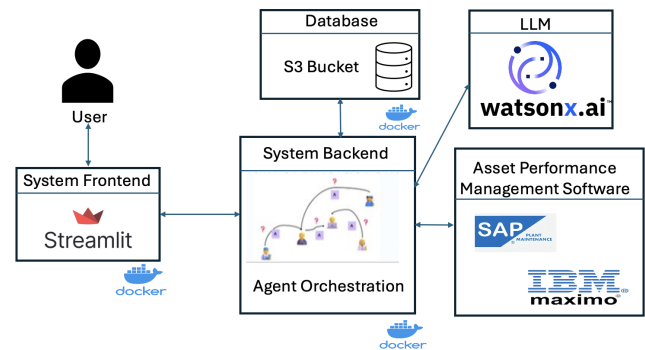 Database
S3 Bucket
docker
LLM
watsonx.ai™
User
System Frontend
Streamlit
docker
System Backend
? ? ? ?
Agent Orchestration
docker
Asset Performance
Management Software
SAP
PLANT
MAINTENANCE
IBM
maximo®